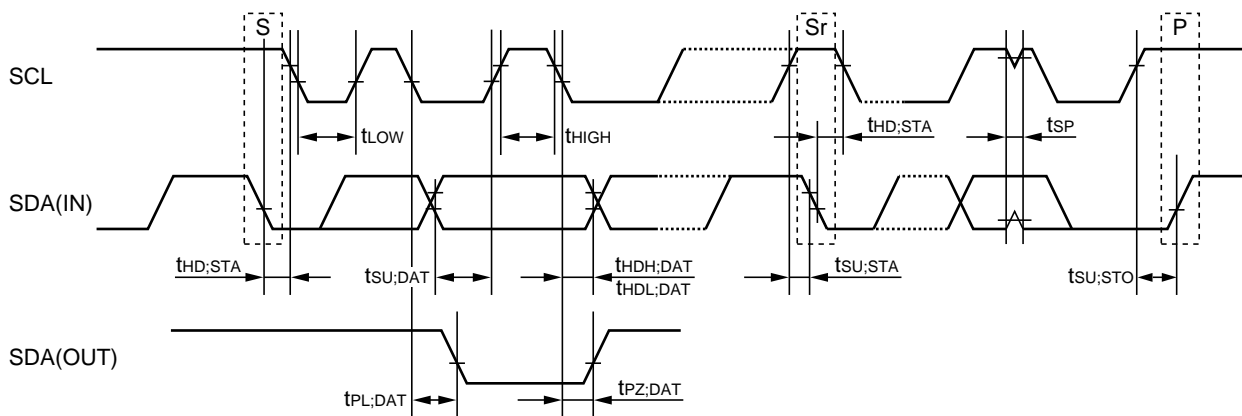 S
Sr
P
SCL
tLOW
tHIGH
tHD;STA
tSP
SDA(IN)
tHD;STA
tSU;DAT
tHDH;DAT
tHDL;DAT
tSU;STA
tSU;STO
SDA(OUT)
tPL;DAT
tPZ;DAT